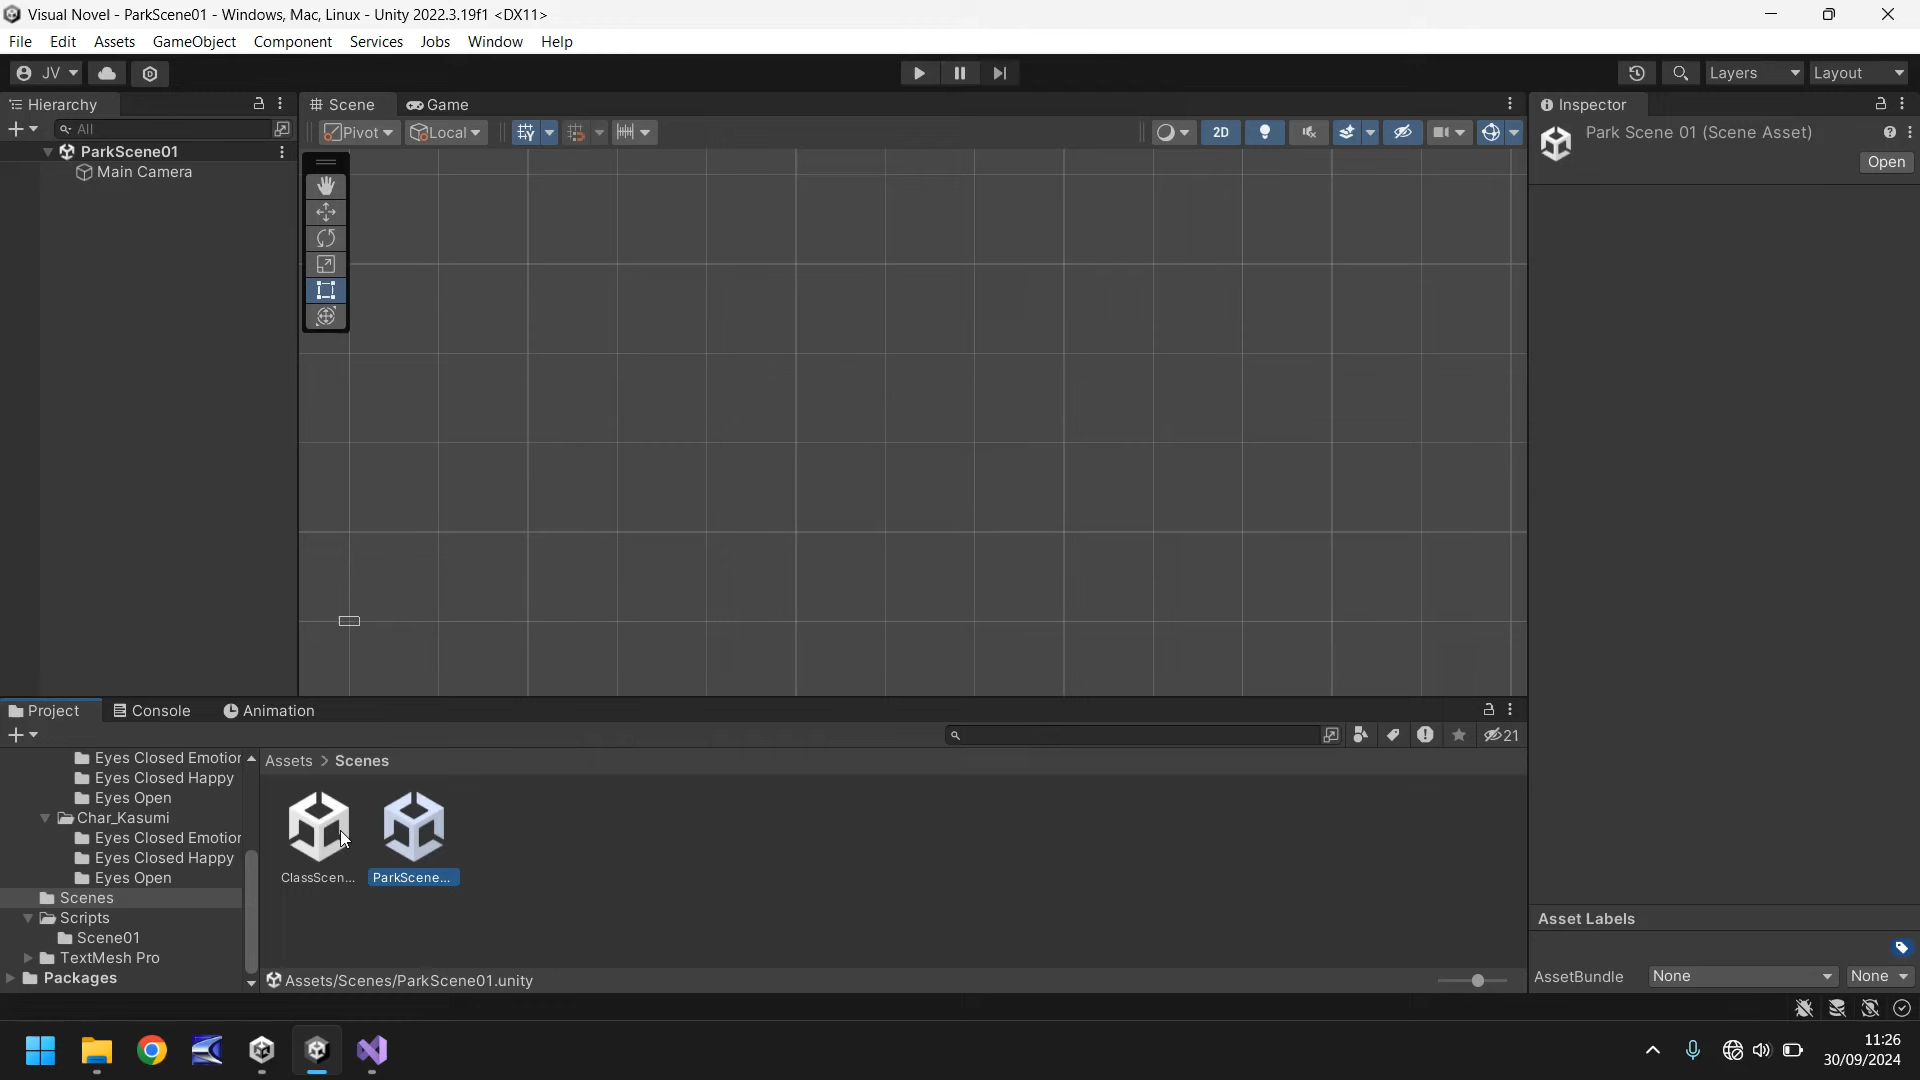 Visual Novel - ParkScene01 - Windows, Mac, Linux - Unity 2022.3.19f1 <DX11>
File Edit Assets GameObject Component Services Jobs Window Help
JV Layers Layout
Hierarchy Scene Game Inspector
All Pivot Local 2D Park Scene 01 (Scene Asset)
ParkScene01 Open
Main Camera
Project Console Animation
21
Eyes Closed Emotion Assets > Scenes
Eyes Closed Happy
Eyes Open
Char_Kasumi
Eyes Closed Emotion
Eyes Closed Happy
Eyes Open ClassScen... ParkScene...
Scenes
Scripts Asset Labels
Scene01
TextMesh Pro
Packages Assets/Scenes/ParkScene01.unity AssetBundle None None
11:26
30/09/2024